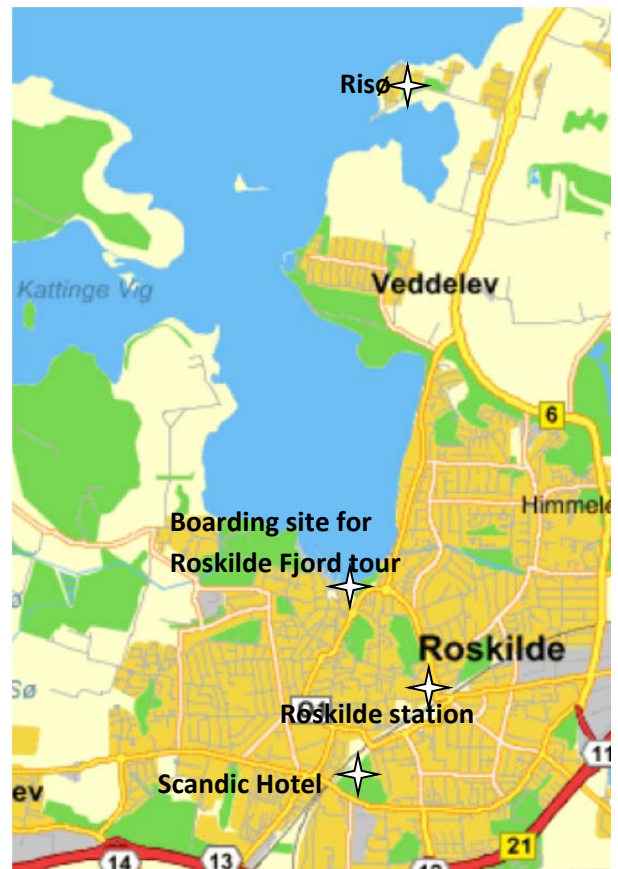 Risø
Kattinge Vig
Veddelev
6
Himmele
Boarding site for
Roskilde Fjord tour
Roskilde
Sø
Roskilde station
11
Scandic Hotel
ev
21
14
13